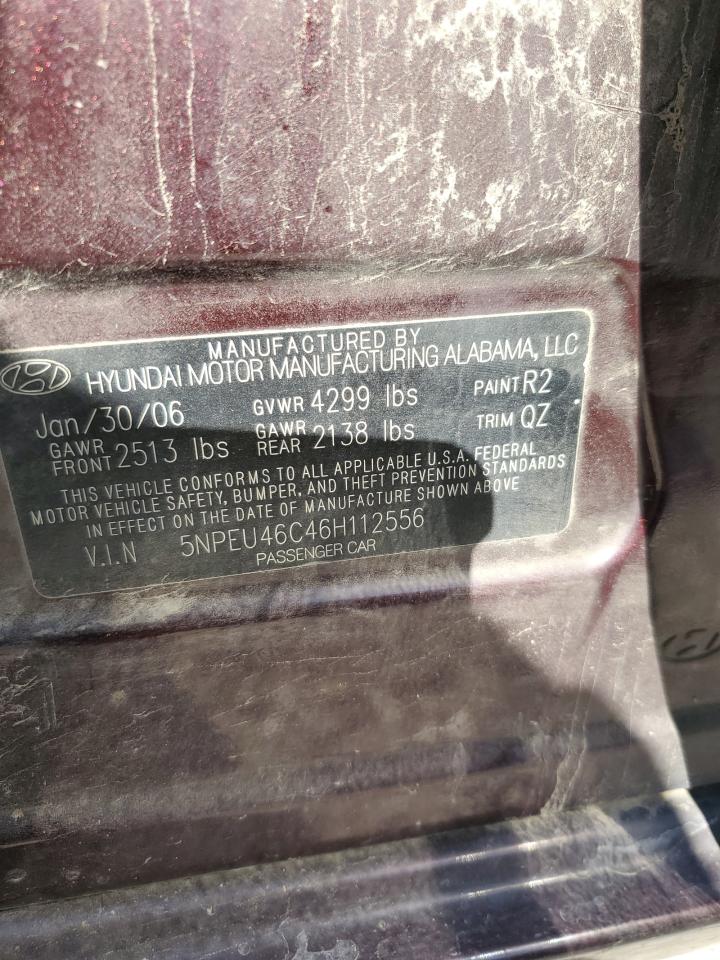 MANUFACTURED BY
HYUNDAI MOTOR MANUFACTURING ALABAMA, LLC
Jan/30/06 GVWR 4299 lbs PAINT R2
GAWR FRONT 2513 lbs GAWR REAR 2138 lbs TRIM QZ
THIS VEHICLE CONFORMS TO ALL APPLICABLE U.S.A. FEDERAL
MOTOR VEHICLE SAFETY, BUMPER, AND THEFT PREVENTION STANDARDS
IN EFFECT ON THE DATE OF MANUFACTURE SHOWN ABOVE
V.I.N 5NPEU46C46H112556
PASSENGER CAR